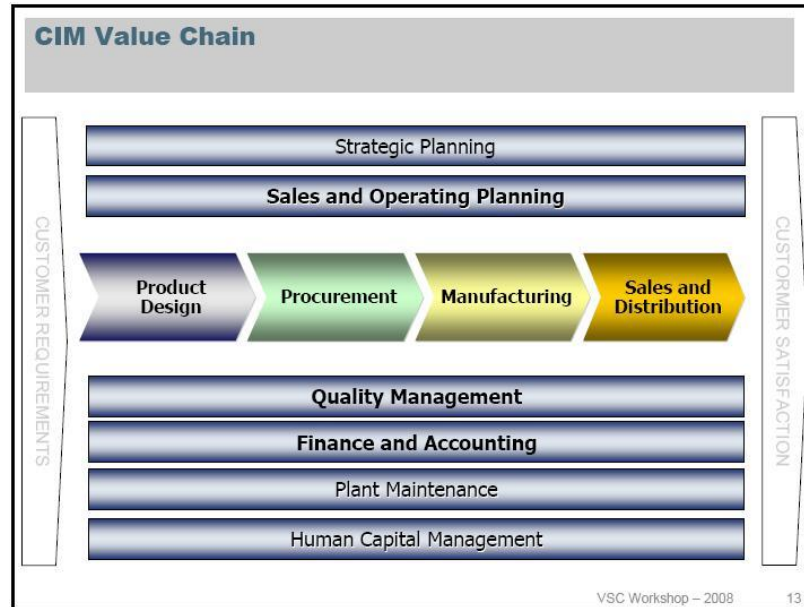 CIM Value Chain
CUSTOMER REQUIREMENTS
Strategic Planning
Sales and Operating Planning
Product
Design
Procurement
Manufacturing
Sales and
Distribution
Quality Management
Finance and Accounting
Plant Maintenance
Human Capital Management
CUSTORMER SATISFACTION
VSC Workshop – 2008
13